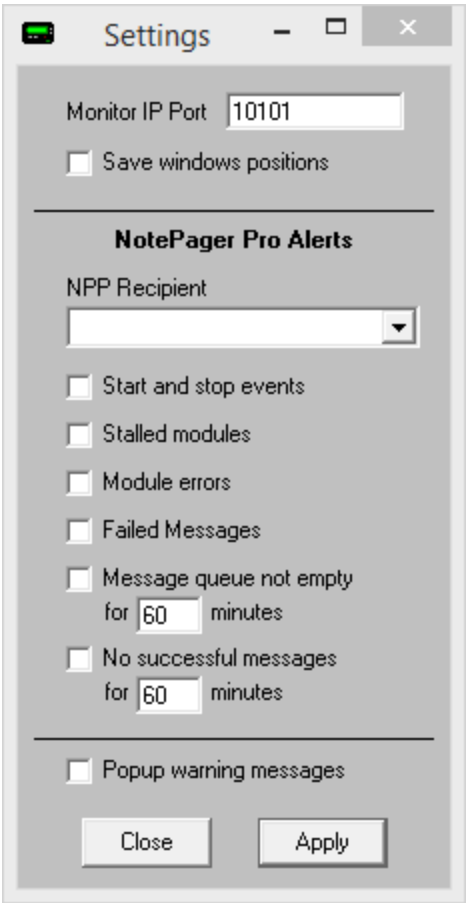 Settings
Monitor IP Port 10101
Save windows positions
NotePager Pro Alerts
NPP Recipient
Start and stop events
Stalled modules
Module errors
Failed Messages
Message queue not empty
for 60 minutes
No successful messages
for 60 minutes
Popup warning messages
Close Apply